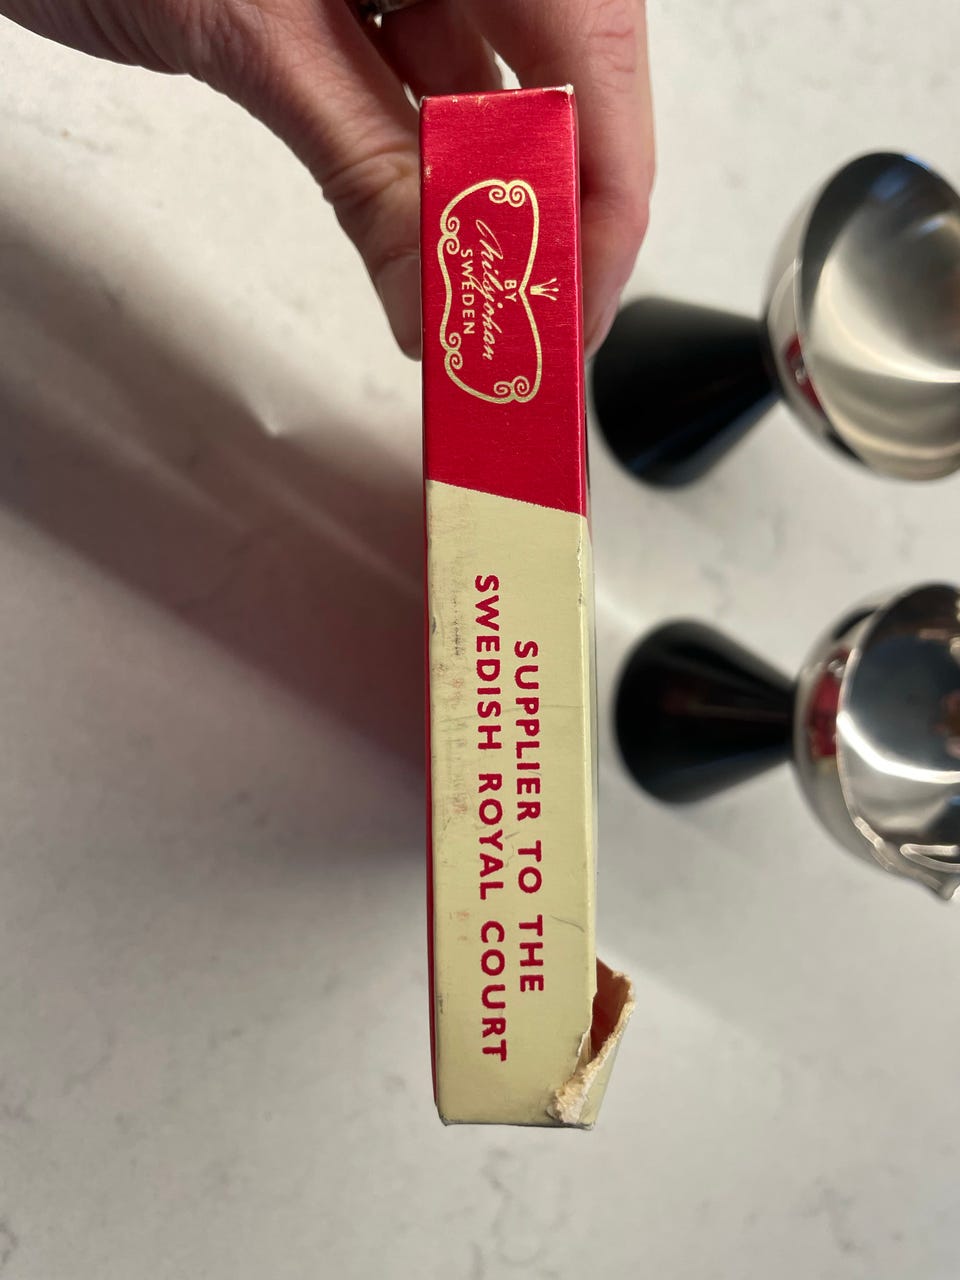 BY
Nilsjohan
SWEDEN
SUPPLIER TO THE
SWEDISH ROYAL COURT